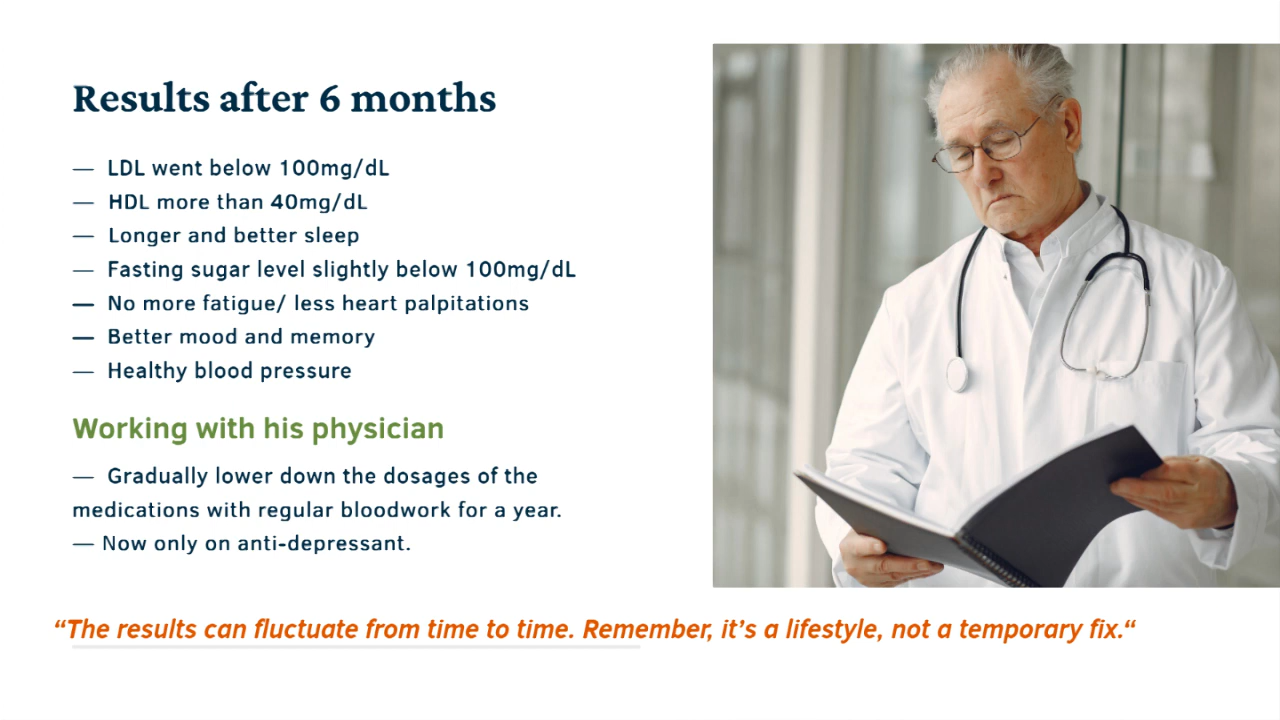 Results after 6 months
— LDL went below 100mg/dL
— HDL more than 40mg/dL
— Longer and better sleep
— Fasting sugar level slightly below 100mg/dL
— No more fatigue/ less heart palpitations
— Better mood and memory
— Healthy blood pressure
Working with his physician
— Gradually lower down the dosages of the
medications with regular bloodwork for a year.
— Now only on anti-depressant.
“The results can fluctuate from time to time. Remember, it’s a lifestyle, not a temporary fix.“